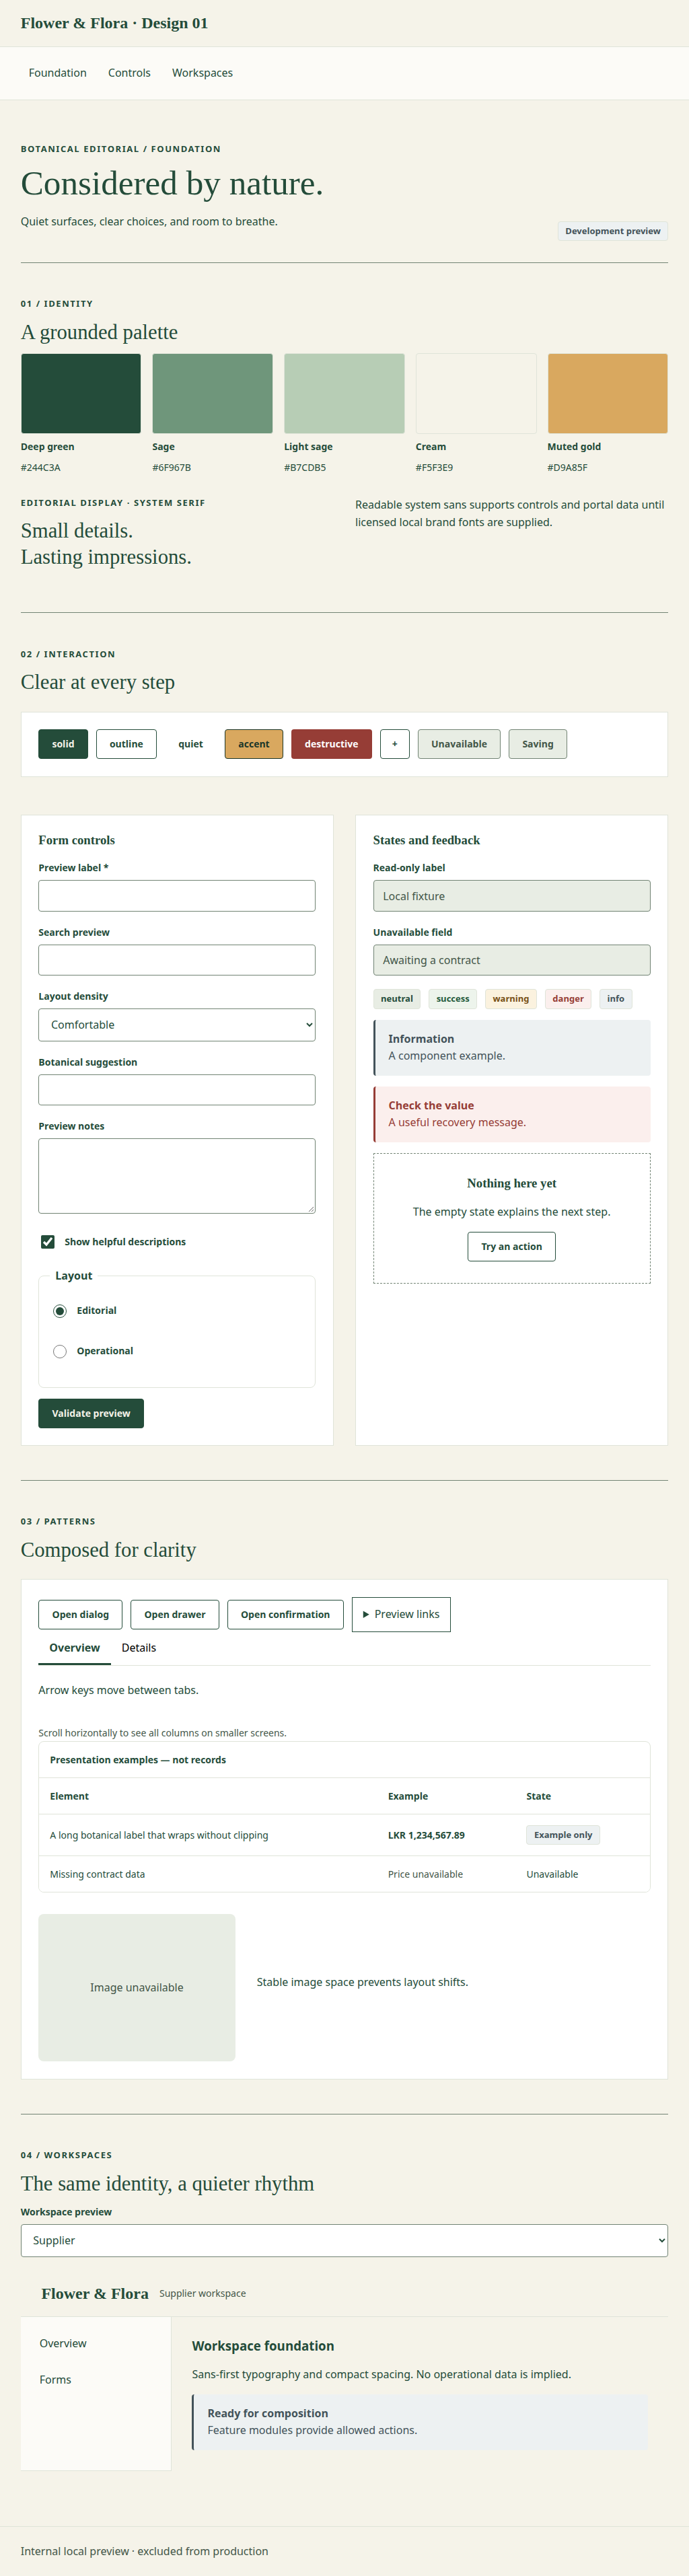 Flower & Flora · Design 01
Foundation Controls Workspaces
BOTANICAL EDITORIAL / FOUNDATION
Considered by nature.
Quiet surfaces, clear choices, and room to breathe.
Development preview
01 / IDENTITY
A grounded palette
Deep green Sage Light sage Cream Muted gold
#244C3A #6F967B #B7CDB5 #F5F3E9 #D9A85F
EDITORIAL DISPLAY · SYSTEM SERIF
Small details.
Lasting impressions.
Readable system sans supports controls and portal data until
licensed local brand fonts are supplied.
02 / INTERACTION
Clear at every step
solid outline quiet accent destructive + Unavailable Saving
Form controls
Preview label *
Search preview
Layout density
Comfortable
Botanical suggestion
Preview notes
Show helpful descriptions
Layout
Editorial
Operational
Validate preview
States and feedback
Read-only label
Local fixture
Unavailable field
Awaiting a contract
neutral success warning danger info
Information
A component example.
Check the value
A useful recovery message.
Nothing here yet
The empty state explains the next step.
Try an action
03 / PATTERNS
Composed for clarity
Open dialog Open drawer Open confirmation Preview links
Overview Details
Arrow keys move between tabs.
Scroll horizontally to see all columns on smaller screens.
Presentation examples — not records
Element Example State
A long botanical label that wraps without clipping LKR 1,234,567.89 Example only
Missing contract data Price unavailable Unavailable
Image unavailable
Stable image space prevents layout shifts.
04 / WORKSPACES
The same identity, a quieter rhythm
Workspace preview
Supplier
Flower & Flora Supplier workspace
Overview
Forms
Workspace foundation
Sans-first typography and compact spacing. No operational data is implied.
Ready for composition
Feature modules provide allowed actions.
Internal local preview · excluded from production